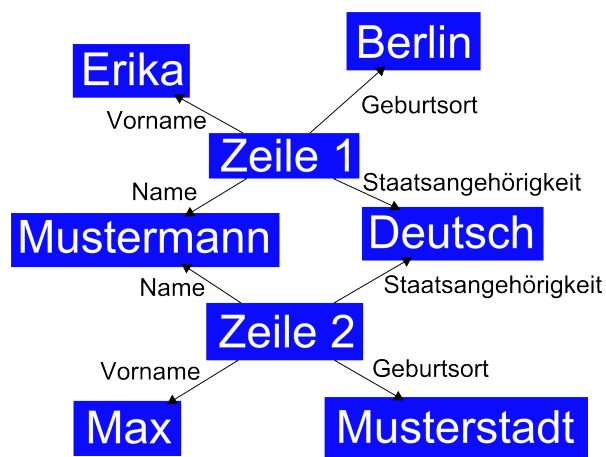 Berlin
Erika
Geburtsort
Vorname
Zeile 1
Staatsangehörigkeit
Name
Mustermann
Deutsch
Name
Staatsangehörigkeit
Zeile 2
Vorname
Geburtsort
Max
Musterstadt